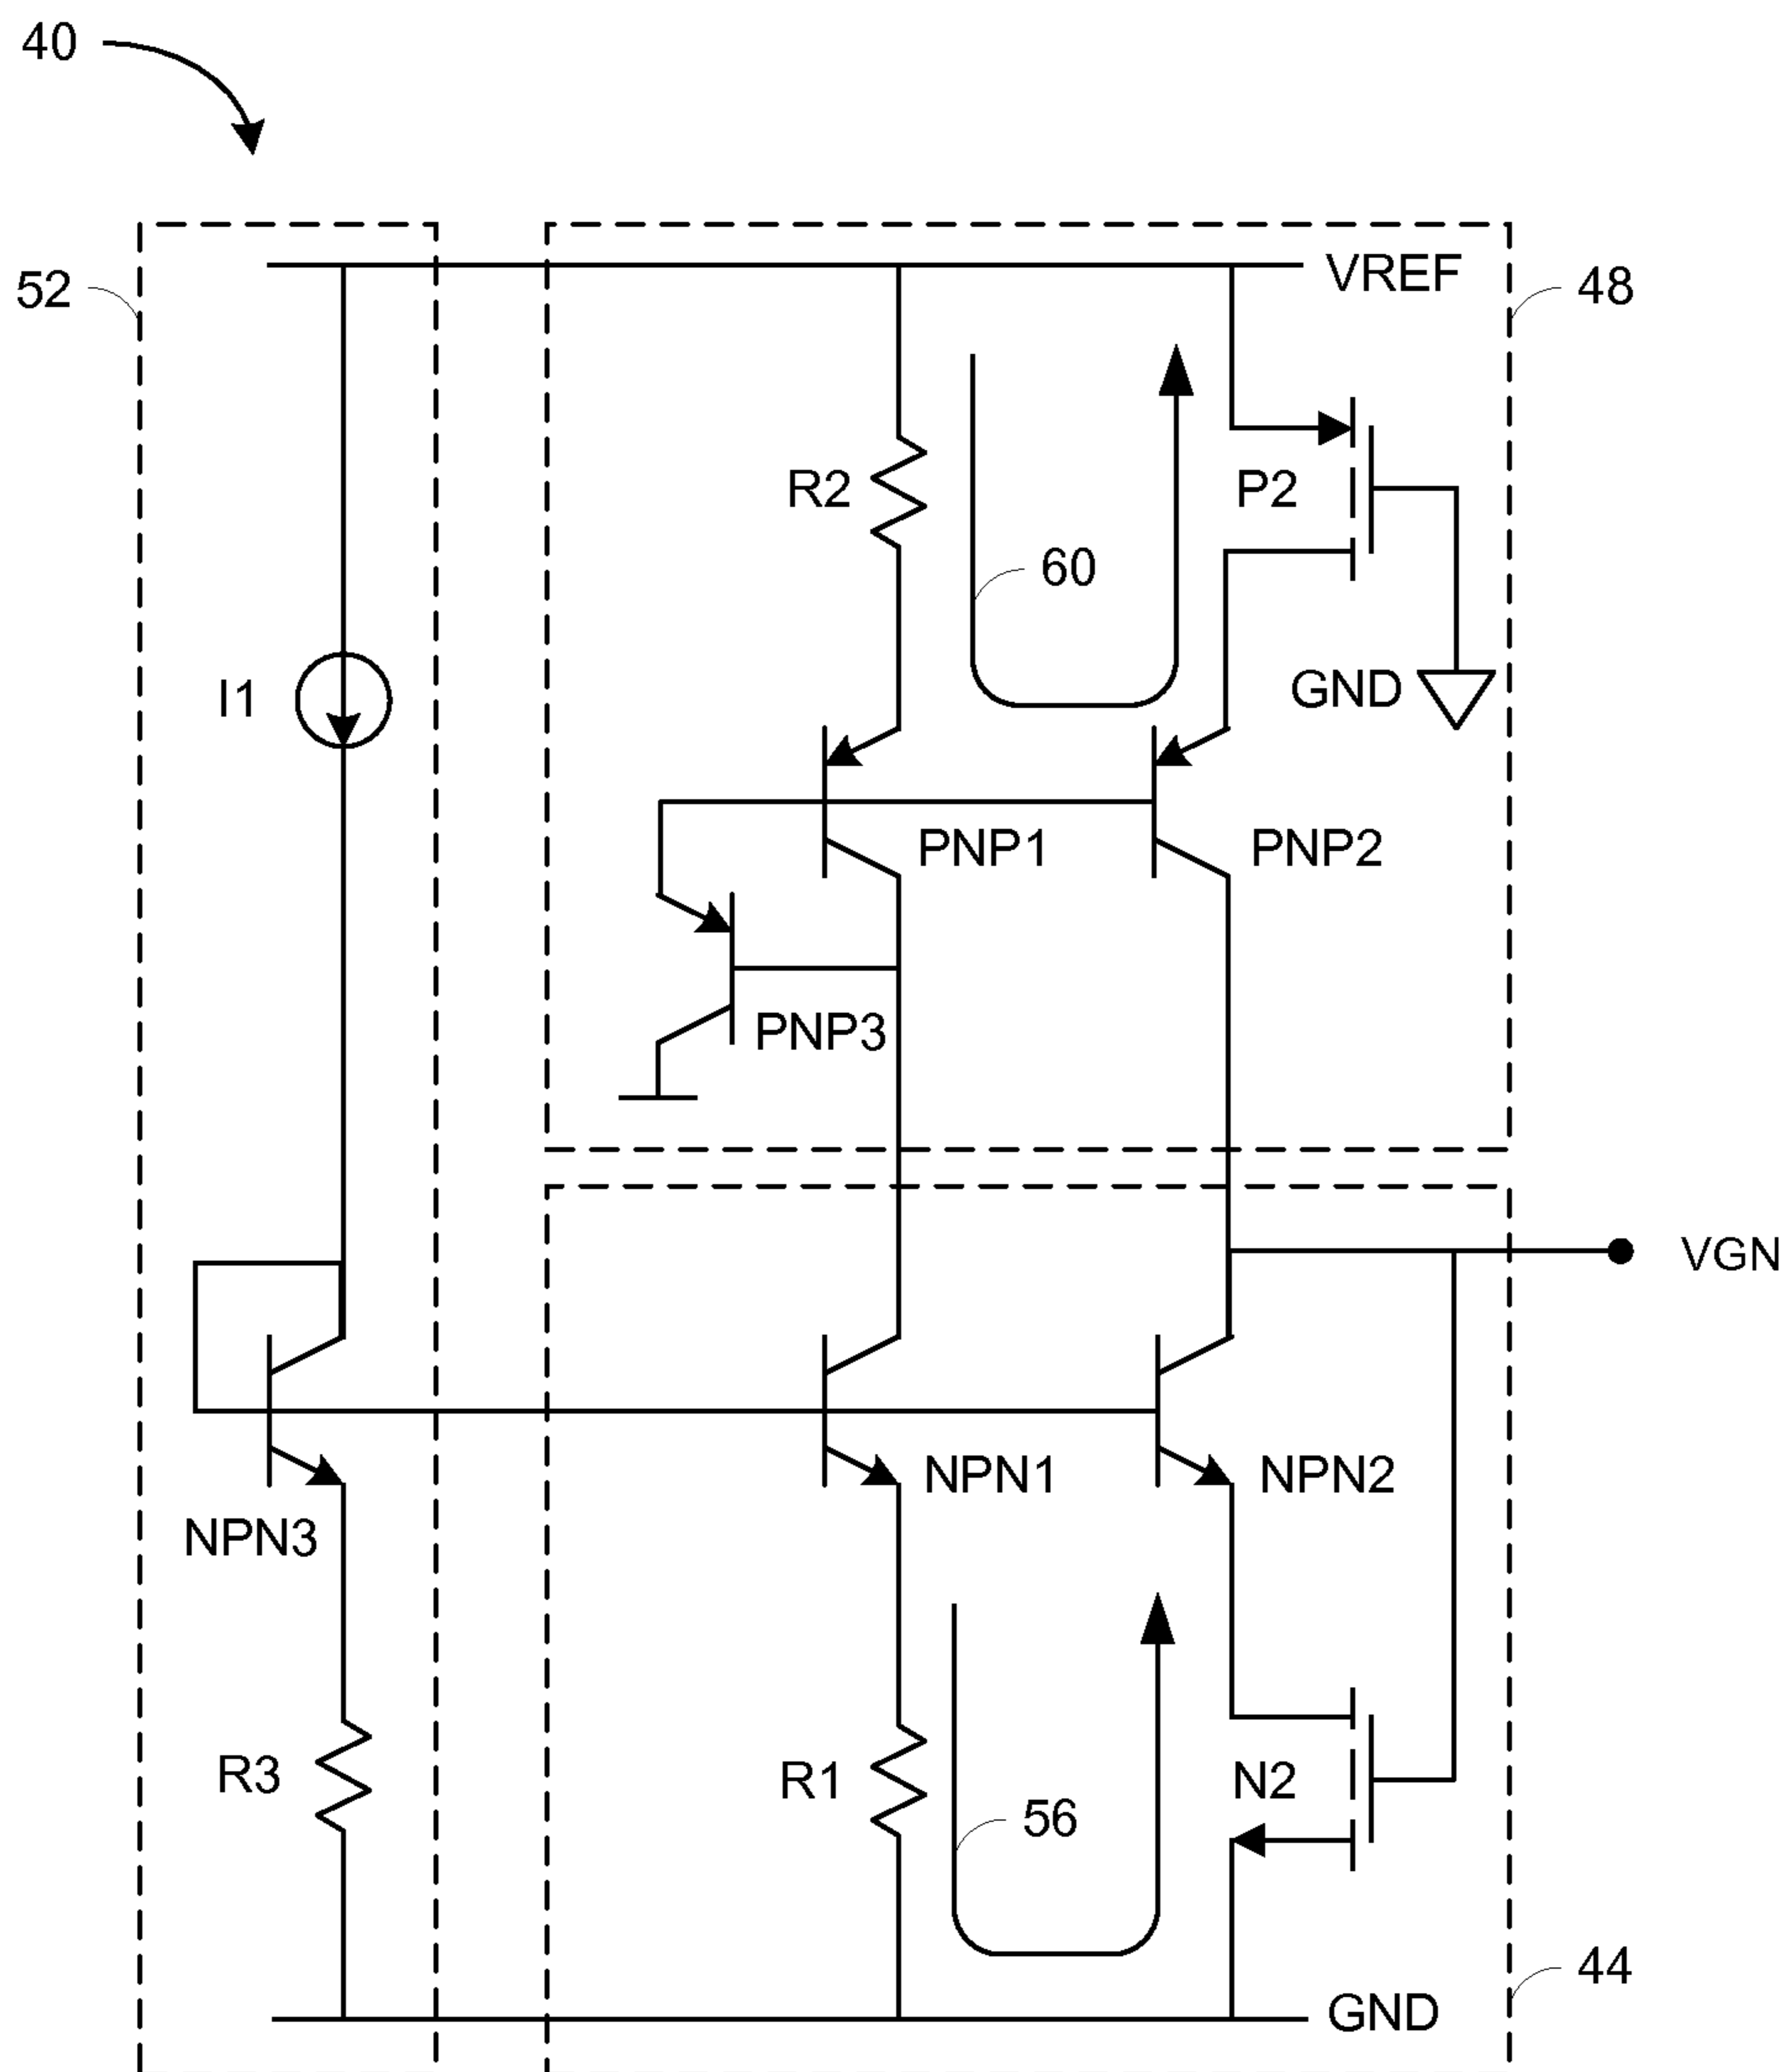 40
52
VREF
48
R2
P2
60
I1
GND
PNP1
PNP2
PNP3
VGN
NPN1
NPN2
NPN3
R3
R1
N2
56
44
GND